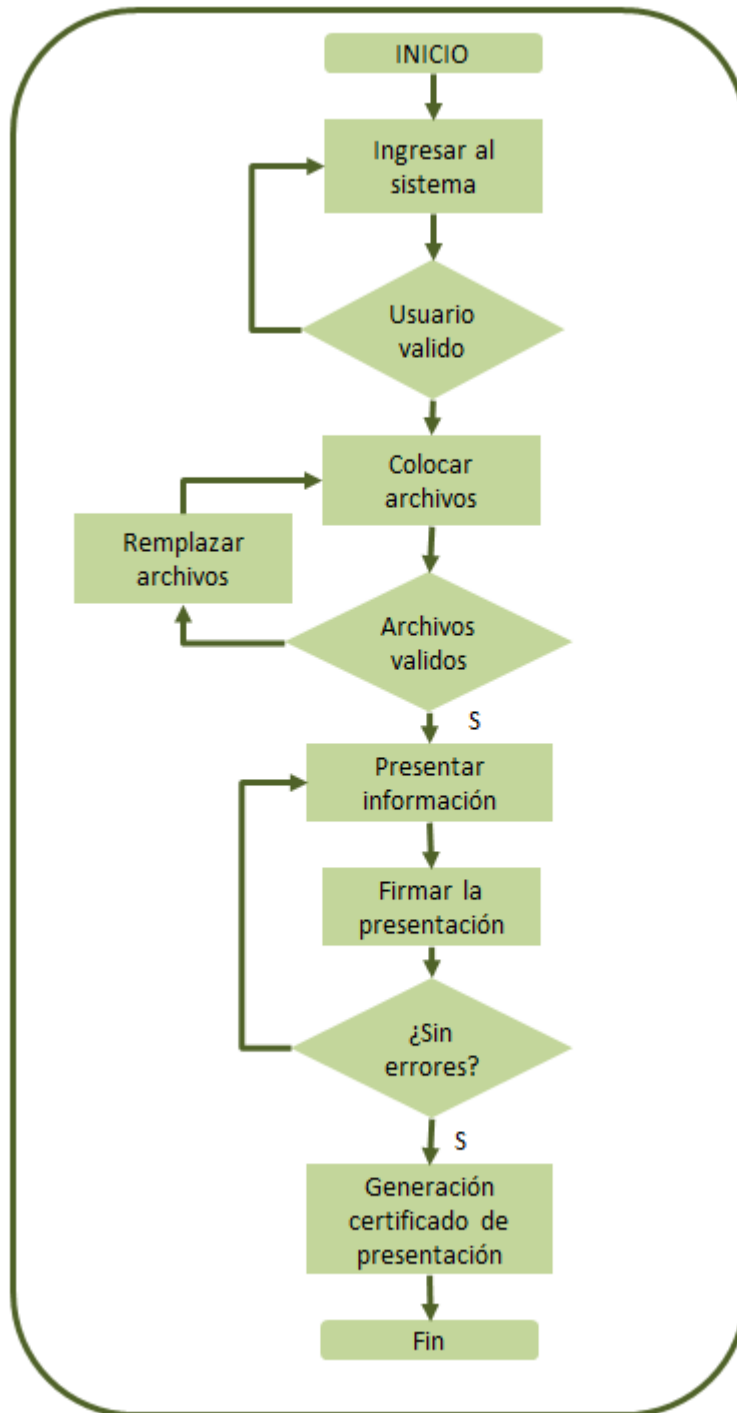 INICIO
Ingresar al
sistema
Usuario
valido
Colocar
archivos
Remplazar
archivos
Archivos
validos
S
Presentar
información
Firmar la
presentación
¿Sin
errores?
S
Generación
certificado de
presentación
Fin